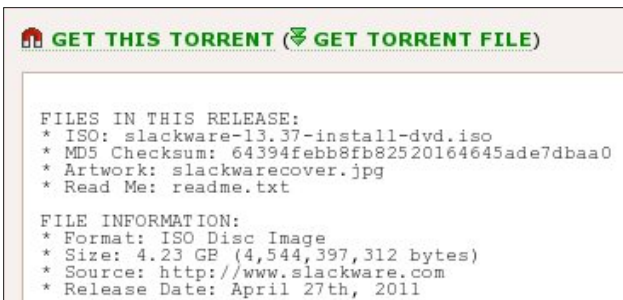 GET THIS TORRENT (GET TORRENT FILE)
FILES IN THIS RELEASE:
* ISO: slackware-13.37-install-dvd.iso
* MD5 Checksum: 64394febb8fb82520164645ade7dbaa0
* Artwork: slackwarecover.jpg
* Read Me: readme.txt
FILE INFORMATION:
* Format: ISO Disc Image
* Size: 4.23 GB (4,544,397,312 bytes)
* Source: http://www.slackware.com
* Release Date: April 27th, 2011